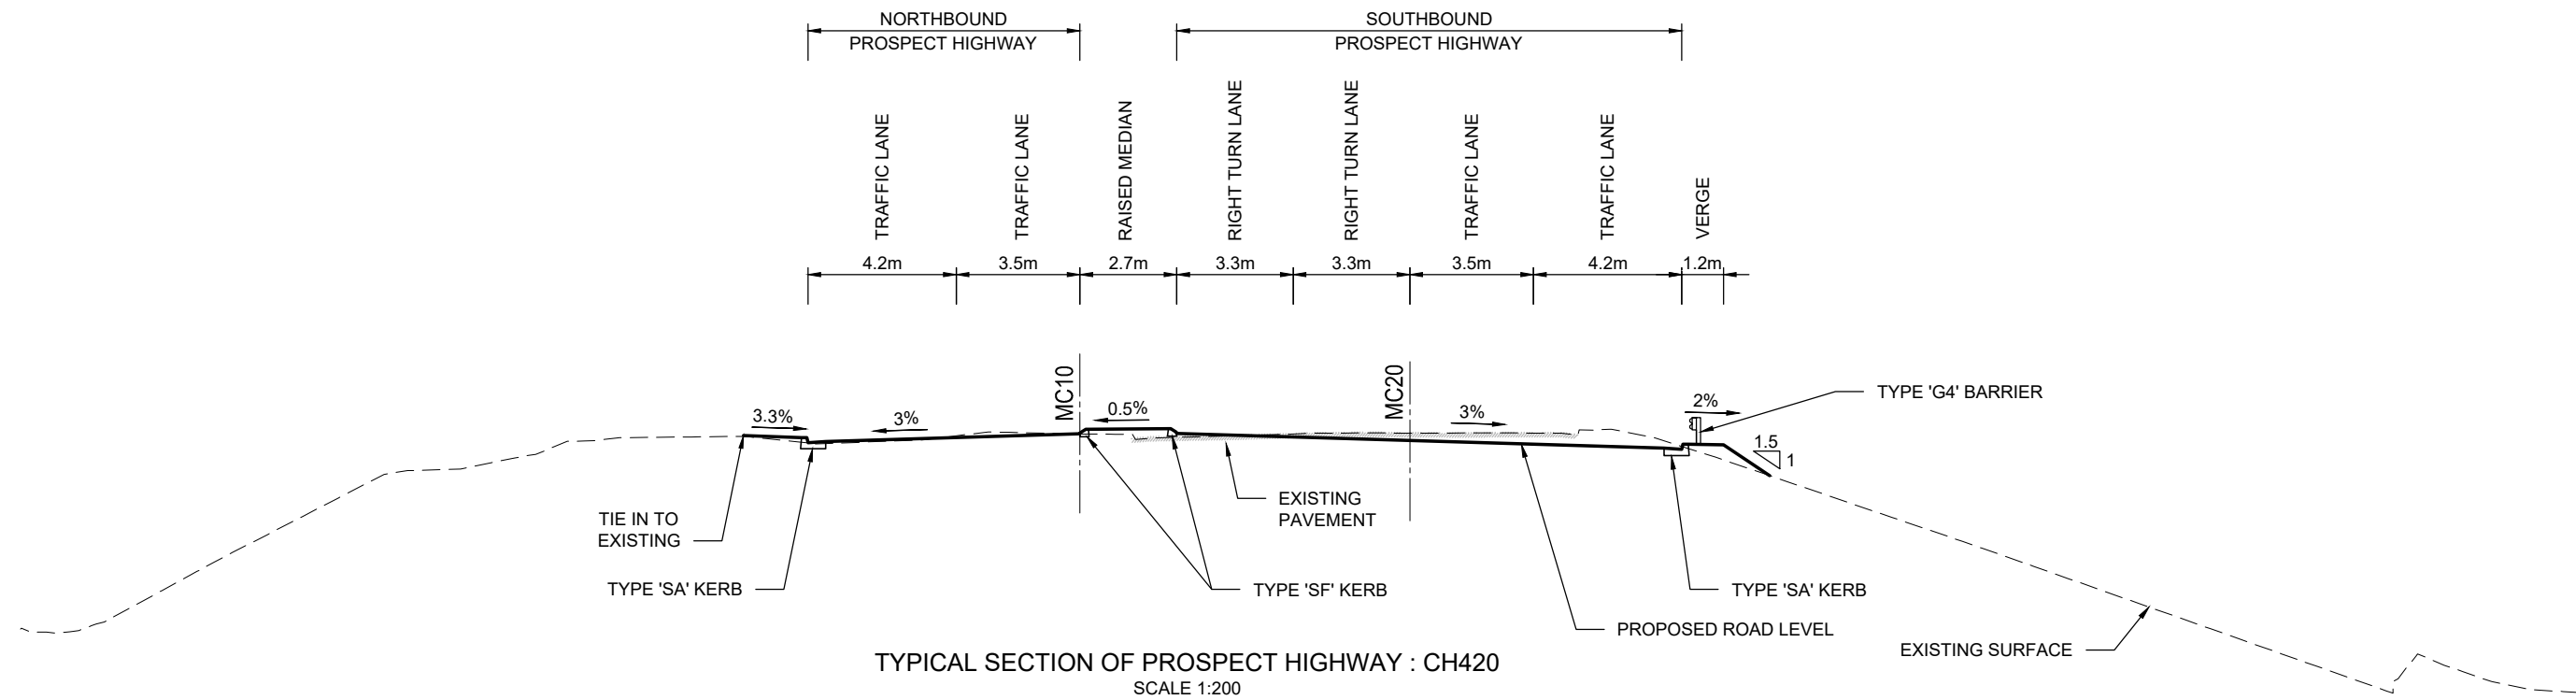 NORTHBOUND
PROSPECT HIGHWAY
SOUTHBOUND
PROSPECT HIGHWAY
TRAFFIC LANE
TRAFFIC LANE
RAISED MEDIAN
RIGHT TURN LANE
RIGHT TURN LANE
TRAFFIC LANE
TRAFFIC LANE
VERGE
4.2m
3.5m
2.7m
3.3m
3.3m
3.5m
4.2m
1.2m
MC10
MC20
3.3%
3%
0.5%
3%
2%
TYPE 'G4' BARRIER
1.5
1
TIE IN TO
EXISTING
EXISTING
PAVEMENT
TYPE 'SA' KERB
TYPE 'SF' KERB
TYPE 'SA' KERB
PROPOSED ROAD LEVEL
EXISTING SURFACE
TYPICAL SECTION OF PROSPECT HIGHWAY : CH420
SCALE 1:200